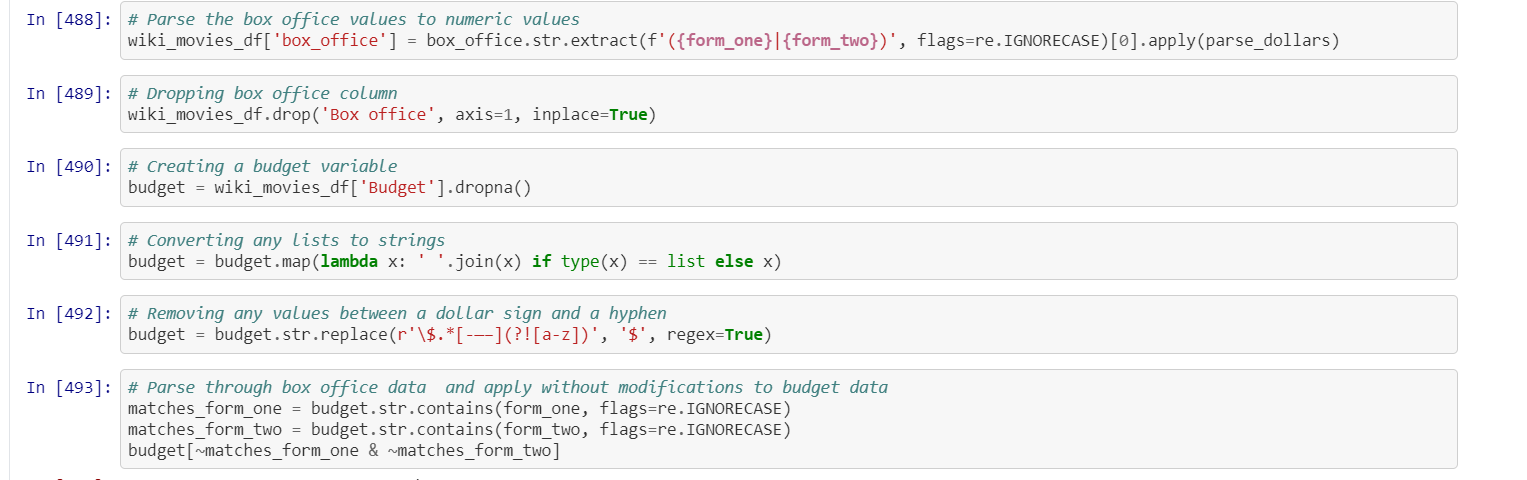 In [488]: # Parse the box office values to numeric values
wiki_movies_df['box_office'] = box_office.str.extract(f'({form_one}|{form_two})', flags=re.IGNORECASE)[0].apply(parse_dollars)
In [489]: # Dropping box office column
wiki_movies_df.drop('Box office', axis=1, inplace=True)
In [490]: # Creating a budget variable
budget = wiki_movies_df['Budget'].dropna()
In [491]: # Converting any lists to strings
budget = budget.map(lambda x: ' '.join(x) if type(x) == list else x)
In [492]: # Removing any values between a dollar sign and a hyphen
budget = budget.str.replace(r'\$.*[-—–](?![a-z])', '$', regex=True)
In [493]: # Parse through box office data  and apply without modifications to budget data
matches_form_one = budget.str.contains(form_one, flags=re.IGNORECASE)
matches_form_two = budget.str.contains(form_two, flags=re.IGNORECASE)
budget[~matches_form_one & ~matches_form_two]